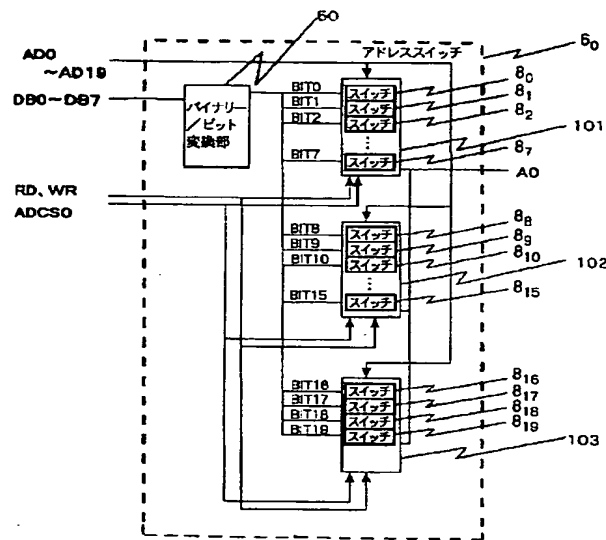 60
6₀
AD0
～AD19
アドレススイッチ
DB0～DB7
バイナリー
／ビット
変換部
BIT0
スイッチ
8₀
BIT1
スイッチ
8₁
BIT2
スイッチ
8₂
101
BIT7
スイッチ
8₇
A0
RD、WR
ADCS0
BIT8
スイッチ
8₈
BIT9
スイッチ
8₉
BIT10
スイッチ
8₁₀
102
BIT15
スイッチ
8₁₅
BIT16
スイッチ
8₁₆
BIT17
スイッチ
8₁₇
BIT18
スイッチ
8₁₈
BIT19
スイッチ
8₁₉
103